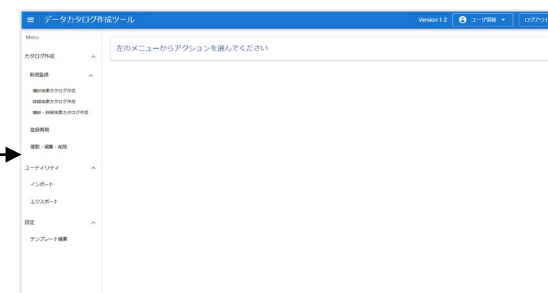 データカタログ作成ツール
Version 1.2
ユーザ情報
ログアウト
Menu
カタログ作成
新規登録
横断検索カタログ作成
詳細検索カタログ作成
横断・詳細検索カタログ作成
登録再開
複製・編集・削除
ユーティリティ
インポート
エクスポート
設定
テンプレート編集
左のメニューからアクションを選んでください